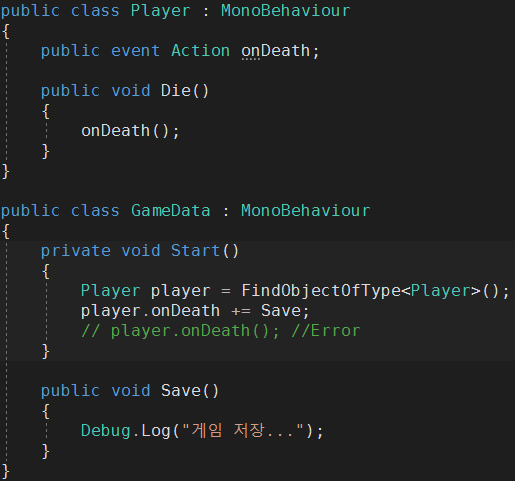 public class Player : MonoBehaviour
{
    public event Action onDeath;
    public void Die()
    {
        onDeath();
    }
}
public class GameData : MonoBehaviour
{
    private void Start()
    {
        Player player = FindObjectOfType<Player>();
        player.onDeath += Save;
        // player.onDeath(); //Error
    }
    public void Save()
    {
        Debug.Log("게임 저장...");
    }
}